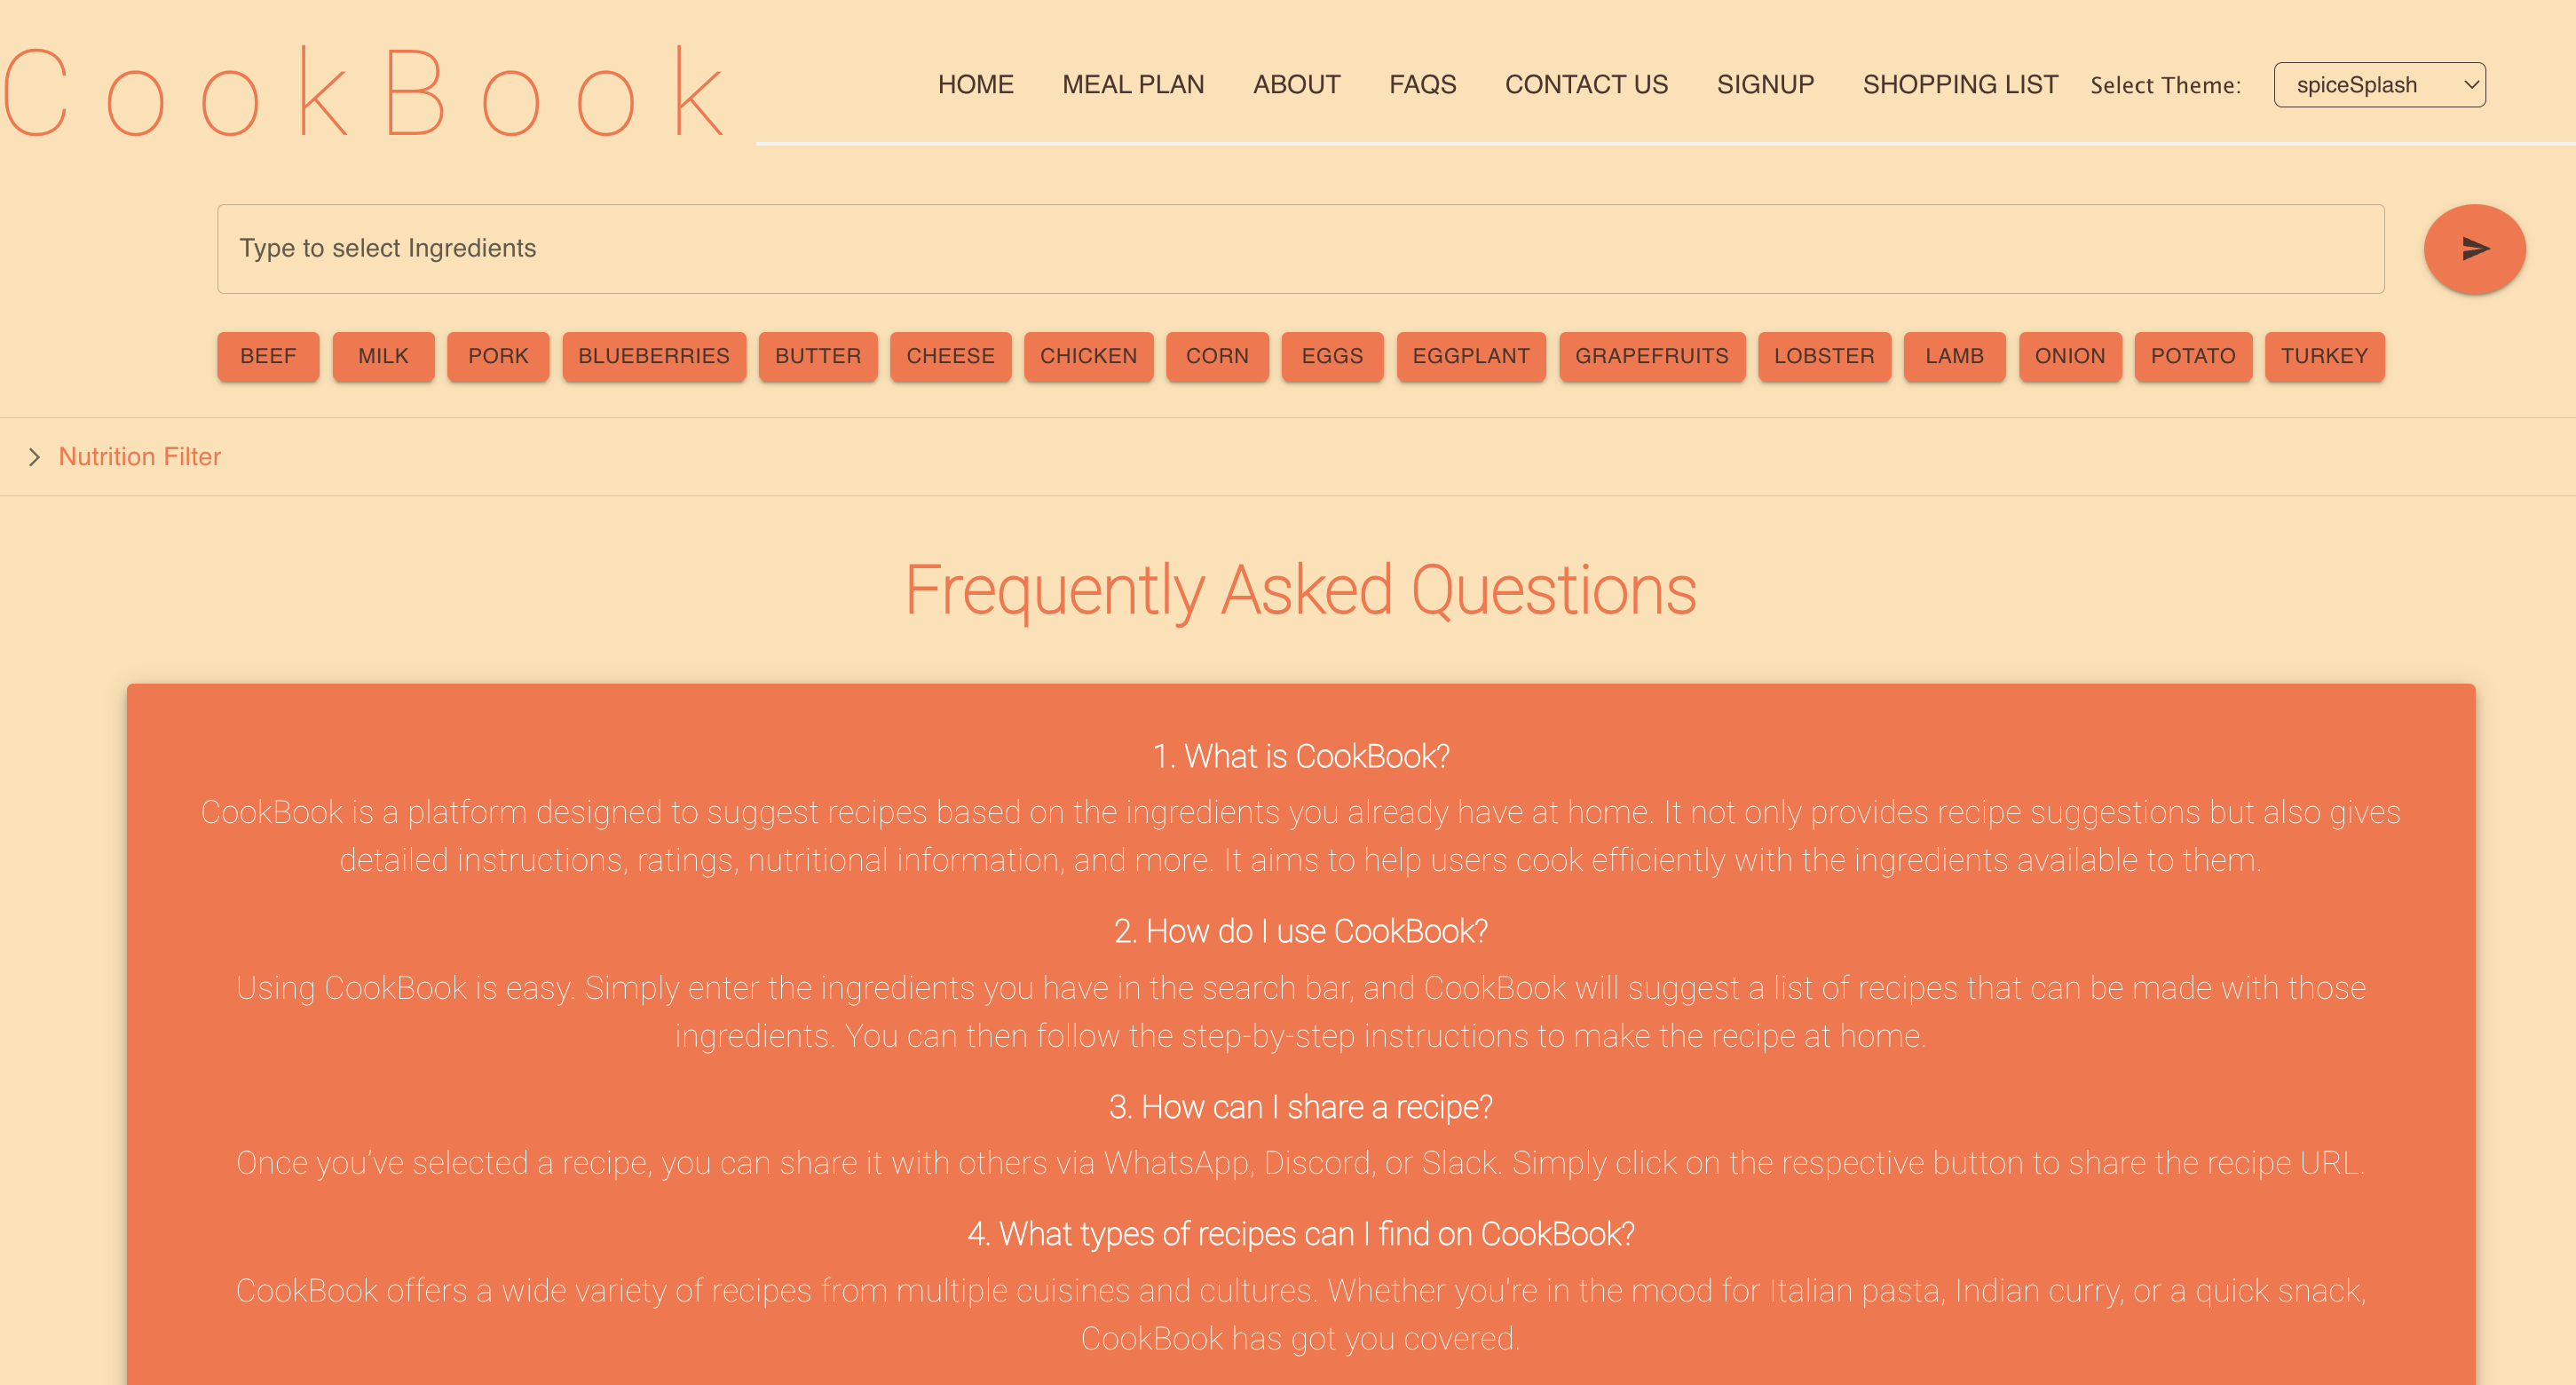 CookBook
HOME MEAL PLAN ABOUT FAQS CONTACT US SIGNUP SHOPPING LIST Select Theme: spiceSplash
Type to select Ingredients
BEEF MILK PORK BLUEBERRIES BUTTER CHEESE CHICKEN CORN EGGS EGGPLANT GRAPEFRUITS LOBSTER LAMB ONION POTATO TURKEY
Nutrition Filter
Frequently Asked Questions
1. What is CookBook?
CookBook is a platform designed to suggest recipes based on the ingredients you already have at home. It not only provides recipe suggestions but also gives
detailed instructions, ratings, nutritional information, and more. It aims to help users cook efficiently with the ingredients available to them.
2. How do I use CookBook?
Using CookBook is easy. Simply enter the ingredients you have in the search bar, and CookBook will suggest a list of recipes that can be made with those
ingredients. You can then follow the step-by-step instructions to make the recipe at home.
3. How can I share a recipe?
Once you’ve selected a recipe, you can share it with others via WhatsApp, Discord, or Slack. Simply click on the respective button to share the recipe URL.
4. What types of recipes can I find on CookBook?
CookBook offers a wide variety of recipes from multiple cuisines and cultures. Whether you're in the mood for Italian pasta, Indian curry, or a quick snack,
CookBook has got you covered.